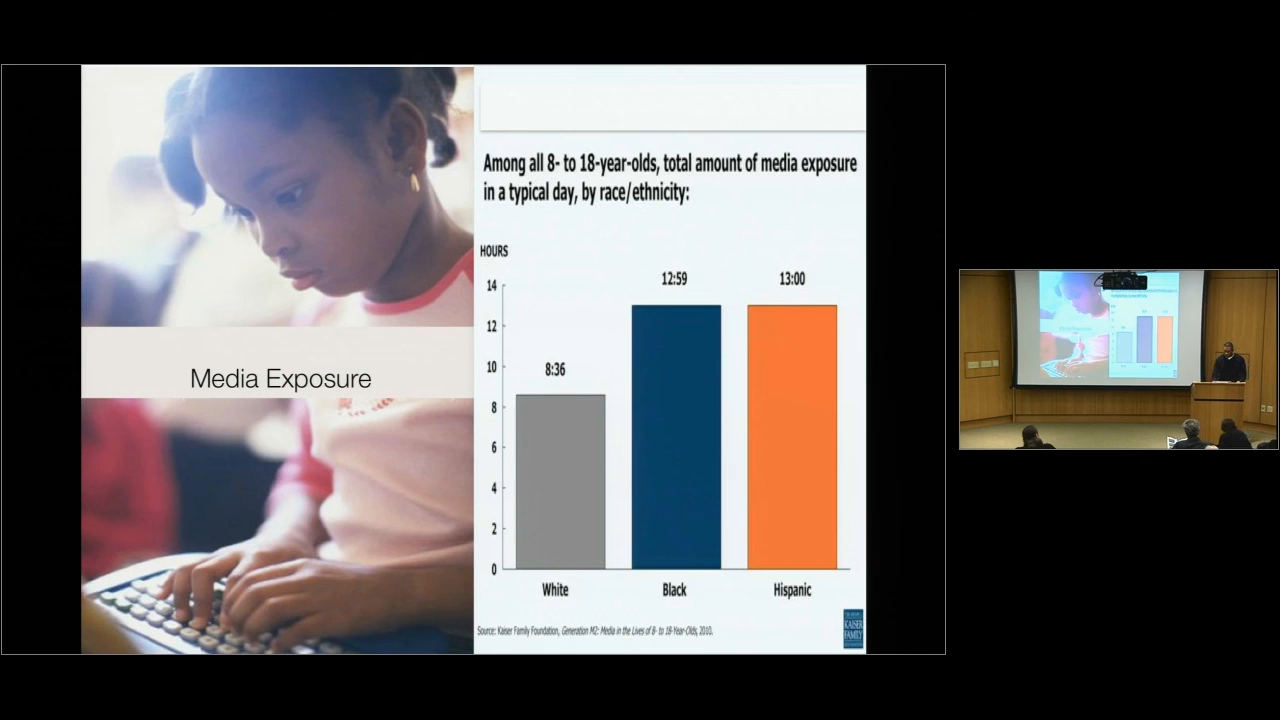 Media Exposure
Among all 8- to 18-year-olds, total amount of media exposure
in a typical day, by race/ethnicity:
HOURS
14
12
10
8
6
4
2
0
8:36
12:59
13:00
White
Black
Hispanic
Source: Kaiser Family Foundation, Generation M2: Media in the Lives of 8- to 18-Year-Olds, 2010.
KAISER
FAMILY